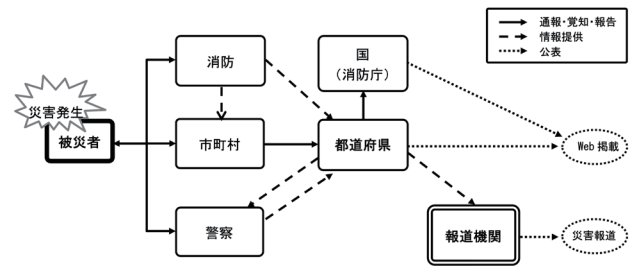 災害発生
被災者
消防
市町村
警察
国
（消防庁）
都道府県
報道機関
通報・覚知・報告
情報提供
公表
Web 掲載
災害報道